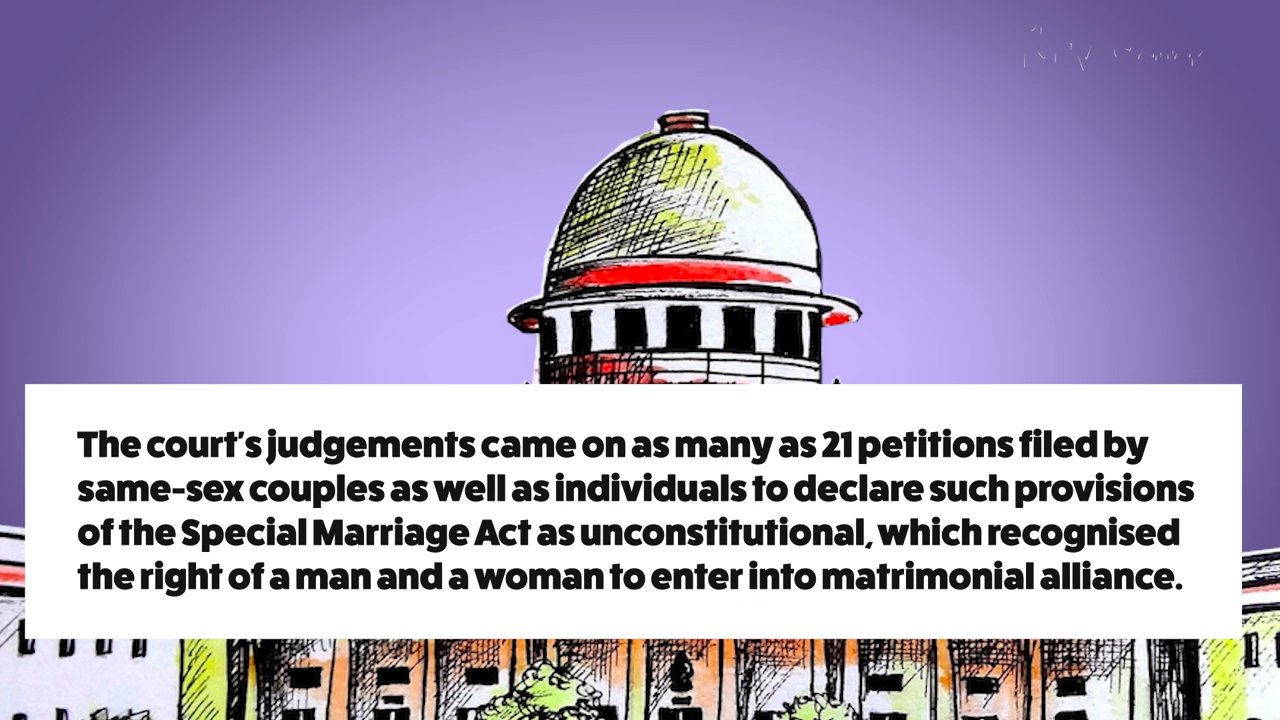 The court's judgements came on as many as 21 petitions filed by
same-sex couples as well as individuals to declare such provisions
of the Special Marriage Act as unconstitutional, which recognised
the right of a man and a woman to enter into matrimonial alliance.